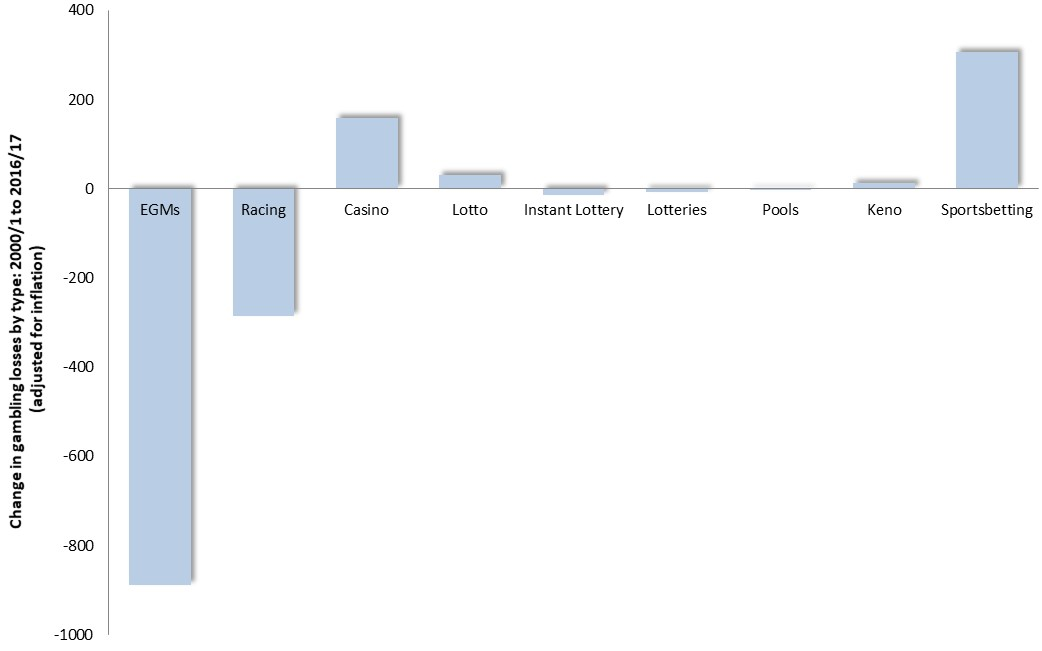 400
200
0
-200
-400
-600
-800
-1000
Change in gambling losses by type: 2000/1 to 2016/17
(adjusted for inflation)
EGMs
Racing
Casino
Lotto
Instant Lottery
Lotteries
Pools
Keno
Sportsbetting